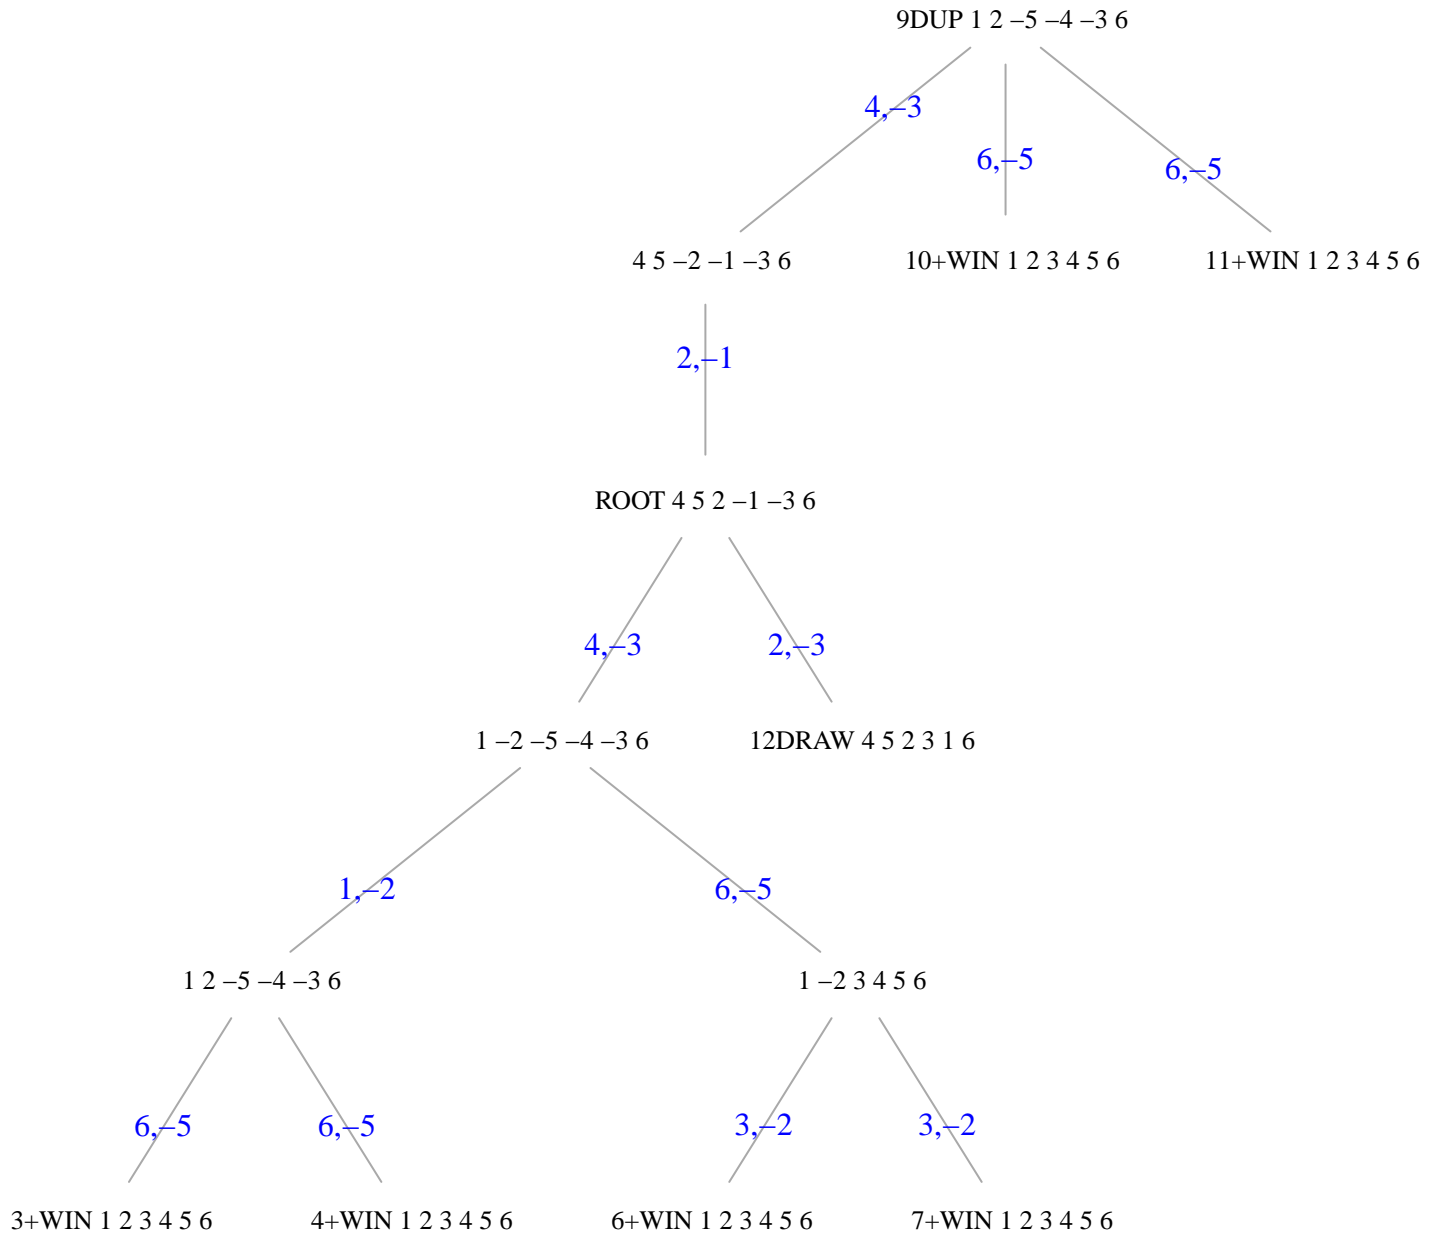 9DUP 1 2 –5 –4 –3 6
4,–3
6,–5
6,–5
4 5 –2 –1 –3 6
10+WIN 1 2 3 4 5 6
11+WIN 1 2 3 4 5 6
2,–1
ROOT 4 5 2 –1 –3 6
4,–3
2,–3
1 –2 –5 –4 –3 6
12DRAW 4 5 2 3 1 6
1,–2
6,–5
1 2 –5 –4 –3 6
1 –2 3 4 5 6
6,–5
6,–5
3,–2
3,–2
3+WIN 1 2 3 4 5 6
4+WIN 1 2 3 4 5 6
6+WIN 1 2 3 4 5 6
7+WIN 1 2 3 4 5 6